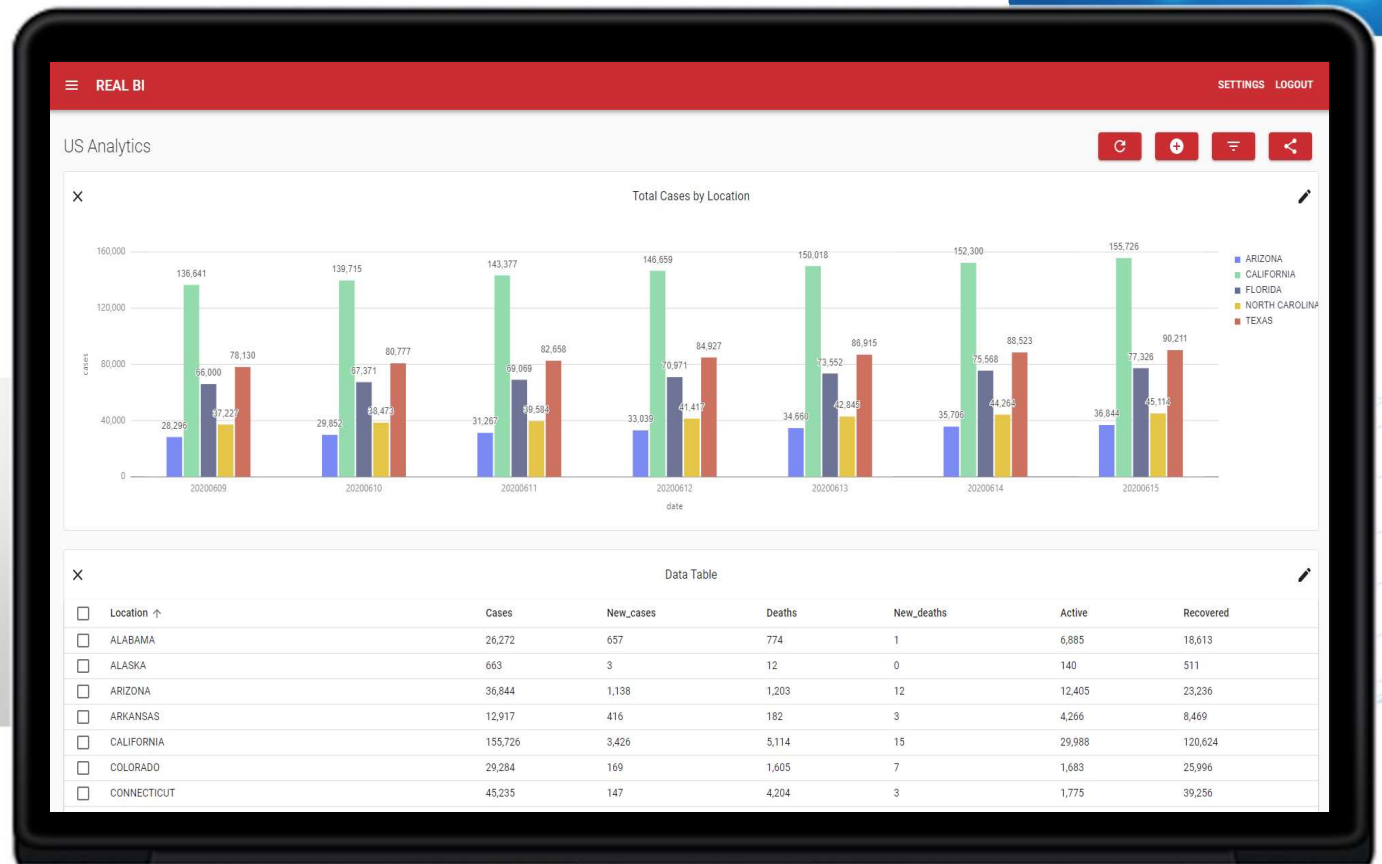 REAL BI SETTINGS LOGOUT
US Analytics
Total Cases by Location
160,000
120,000
80,000
40,000
0
cases
28,296 136,641 66,000 37,227 78,130
29,852 139,715 67,371 38,473 80,777
31,267 143,377 69,069 39,584 82,658
33,039 146,659 70,971 41,417 84,927
34,660 150,018 73,552 42,845 86,915
35,706 152,300 75,568 44,264 88,523
36,844 155,726 77,326 45,114 90,211
20200609 20200610 20200611 20200612 20200613 20200614 20200615
date
ARIZONA
CALIFORNIA
FLORIDA
NORTH CAROLINA
TEXAS
Data Table
Location Cases New_cases Deaths New_deaths Active Recovered
ALABAMA 26,272 657 774 1 6,885 18,613
ALASKA 663 3 12 0 140 511
ARIZONA 36,844 1,138 1,203 12 12,405 23,236
ARKANSAS 12,917 416 182 3 4,266 8,469
CALIFORNIA 155,726 3,426 5,114 15 29,988 120,624
COLORADO 29,284 169 1,605 7 1,683 25,996
CONNECTICUT 45,235 147 4,204 3 1,775 39,256